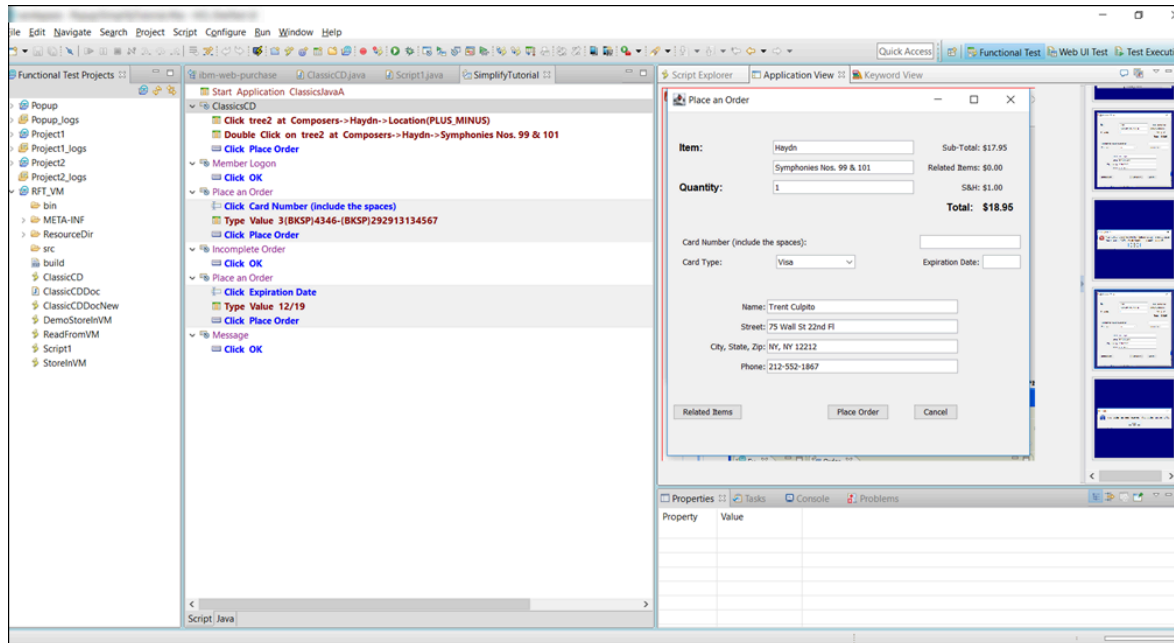 ile Edit Navigate Search Project Script Configure Run Window Help
Quick Access Functional Test Web UI Test Test Executi
Functional Test Projects
Popup
Popup_logs
Project1
Project1_logs
Project2
Project2_logs
RFT_VM
bin
META-INF
ResourceDir
src
build
ClassicCD
ClassicCDDoc
ClassicCDDocNew
DemoStoreInVM
ReadFromVM
Script1
StoreInVM
ibm-web-purchase ClassicCD.java Script1.java SimplifyTutorial
Start Application ClassicsJavaA
ClassicsCD
Click tree2 at Composers->Haydn->Location(PLUS_MINUS)
Double Click on tree2 at Composers->Haydn->Symphonies Nos. 99 & 101
Click Place Order
Member Logon
Click OK
Place an Order
Click Card Number (include the spaces)
Type Value 3{BKSP}4346-{BKSP}292913134567
Click Place Order
Incomplete Order
Click OK
Place an Order
Click Expiration Date
Type Value 12/19
Click Place Order
Message
Click OK
Script Java
Script Explorer Application View Keyword View
Place an Order
Item: Haydn Sub-Total: $17.95
Symphonies Nos. 99 & 101 Related Items: $0.00
Quantity: 1 S&H: $1.00
Total: $18.95
Card Number (include the spaces):
Card Type: Visa Expiration Date:
Name: Trent Culpito
Street: 75 Wall St 22nd Fl
City, State, Zip: NY, NY 12212
Phone: 212-552-1867
Related Items Place Order Cancel
Properties Tasks Console Problems
Property Value